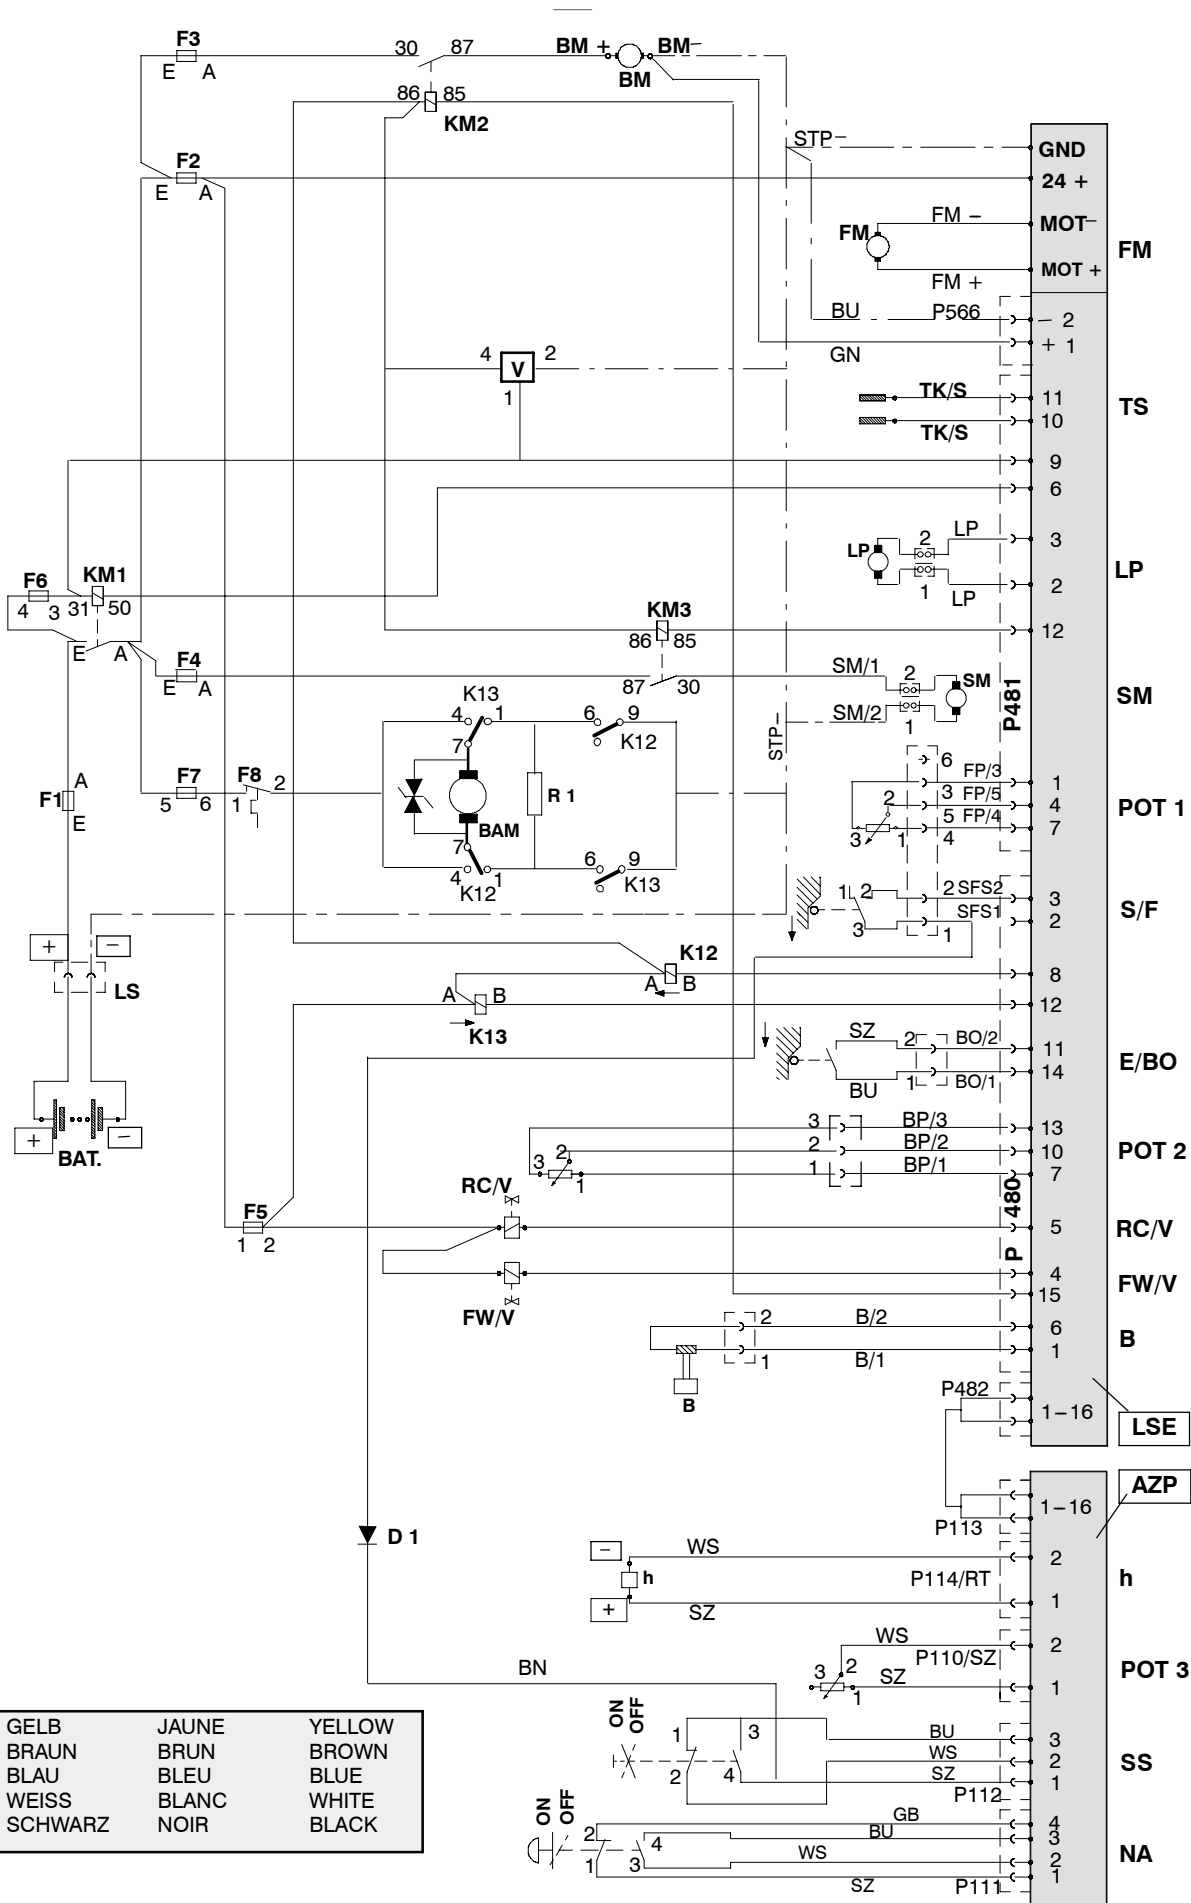 F3
E A
30 87
BM + BM−
BM
86 85
KM2
STP−
GND
F2
E A
24 +
FM −
MOT−
FM
FM
MOT +
FM +
BU P566
− 2
GN
+ 1
4 V 2
1
TK/S
11
TS
10
TK/S
9
6
LP
3
2
LP
LP
1
LP
2
F6
KM1
4 3 31 50
KM3
86 85
12
E A
F4
E A
87 30
SM/1
2
SM
SM
SM/2
1
P481
STP−
K13
4 1
6 9
7
K12
6
FP/3
1
A
F1
E
F7
5 6
F8
1 2
R 1
BAM
2
3 FP/5
4
POT 1
5 FP/4
7
3 1
4
7
4 1
K12
6 9
K13
1 2
2 SFS2
3
S/F
SFS1
2
3
1
+ −
K12
A B
8
LS
A B
12
K13
SZ
2
BO/2
11
E/BO
14
BU
1
BO/1
+ −
BAT.
3
BP/3
13
2
BP/2
10
POT 2
3 2
1
1
BP/1
7
P 480
RC/V
F5
1 2
5
RC/V
4
FW/V
15
FW/V
2
B/2
6
B
1
1
B/1
B
P482
1−16
LSE
AZP
1−16
P113
D 1
−
WS
2
h
P114/RT
h
+
SZ
1
WS
2
P110/SZ
POT 3
3 2
1
SZ
1
BN
ON
OFF
1 3
BU
3
WS
2
SS
2 4
SZ
1
P112
ON
OFF
GB
4
2
4
BU
3
WS
2
NA
1 3
1
SZ
P111
GELB JAUNE YELLOW
BRAUN BRUN BROWN
BLAU BLEU BLUE
WEISS BLANC WHITE
SCHWARZ NOIR BLACK